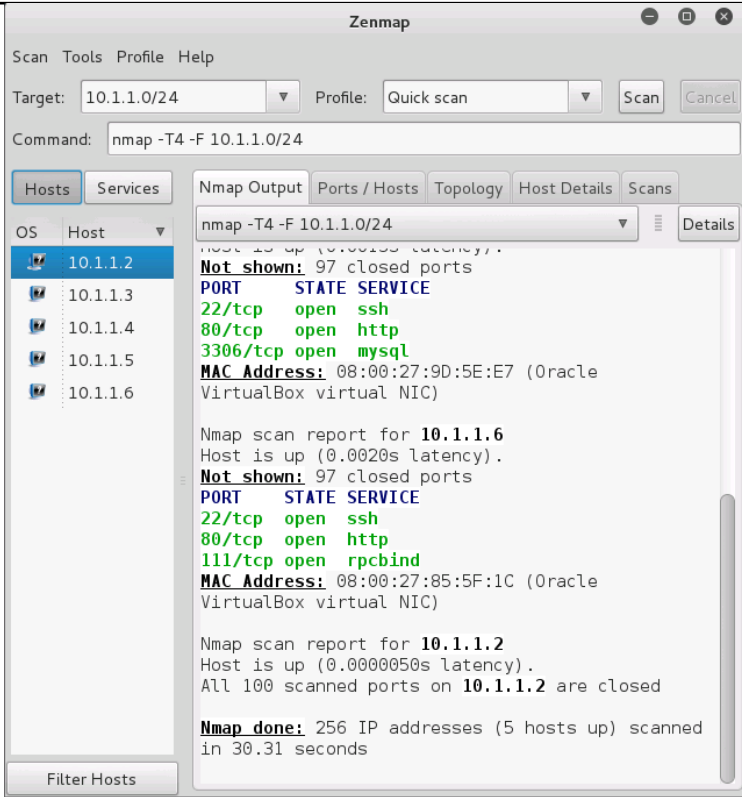 Zenmap
Scan Tools Profile Help
Target: 10.1.1.0/24 Profile: Quick scan Scan Cancel
Command: nmap -T4 -F 10.1.1.0/24
Hosts Services
Nmap Output Ports / Hosts Topology Host Details Scans
OS Host
nmap -T4 -F 10.1.1.0/24 Details
10.1.1.2
10.1.1.3
10.1.1.4
10.1.1.5
10.1.1.6
Host is up (0.0015s latency).
Not shown: 97 closed ports
PORT STATE SERVICE
22/tcp open ssh
80/tcp open http
3306/tcp open mysql
MAC Address: 08:00:27:9D:5E:E7 (Oracle
VirtualBox virtual NIC)
Nmap scan report for 10.1.1.6
Host is up (0.0020s latency).
Not shown: 97 closed ports
PORT STATE SERVICE
22/tcp open ssh
80/tcp open http
111/tcp open rpcbind
MAC Address: 08:00:27:85:5F:1C (Oracle
VirtualBox virtual NIC)
Nmap scan report for 10.1.1.2
Host is up (0.0000050s latency).
All 100 scanned ports on 10.1.1.2 are closed
Nmap done: 256 IP addresses (5 hosts up) scanned
in 30.31 seconds
Filter Hosts